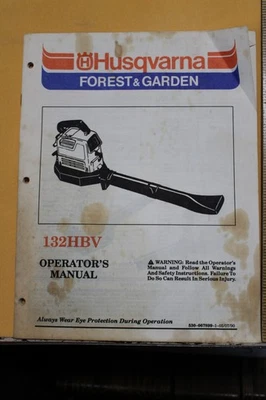 Husqvarna
FOREST & GARDEN
132HBV
OPERATOR'S
MANUAL
WARNING: Read the Operator's
Manual and Follow All Warnings
And Safety Instructions. Failure To
Do So Can Result In Serious Injury.
Always Wear Eye Protection During Operation